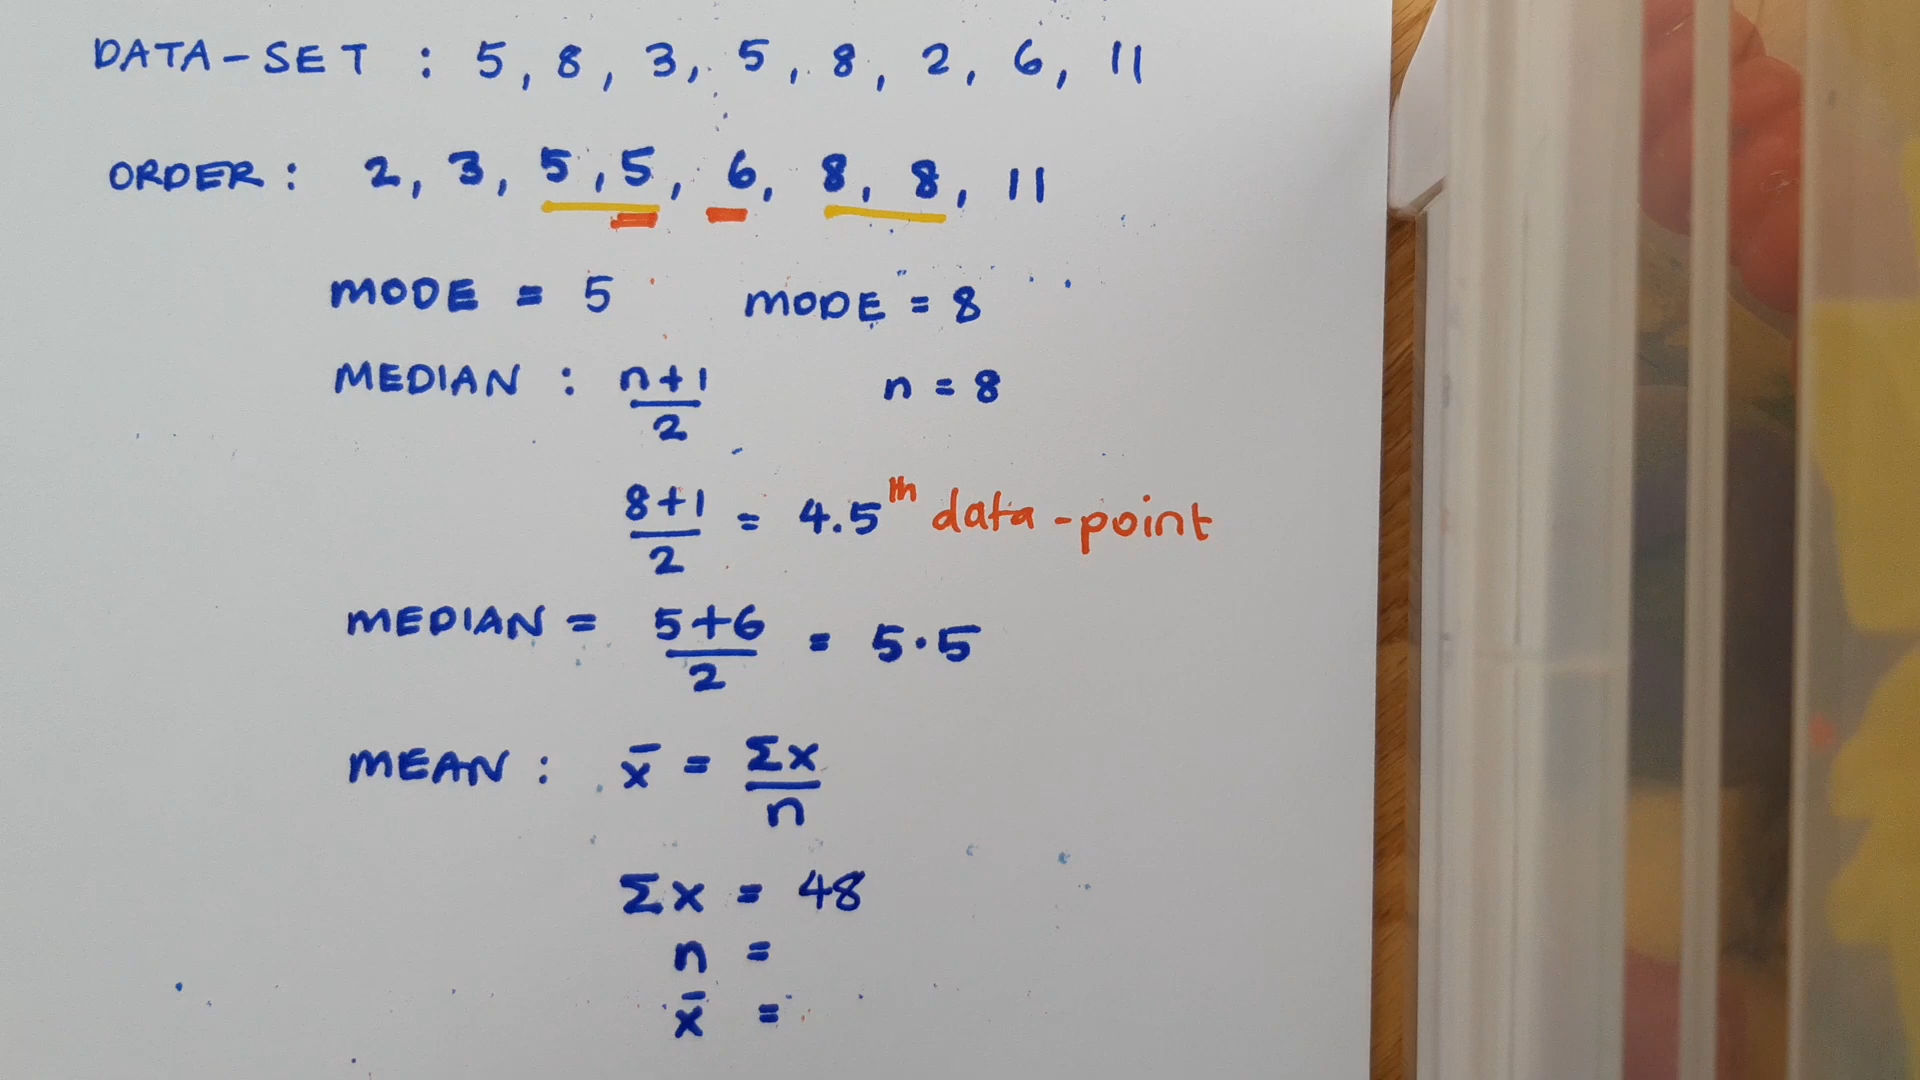 DATA-SET : 5, 8, 3, 5, 8, 2, 6, 11
ORDER: 2, 3, 5, 5, 6, 8, 8, 11
MODE = 5 MODE = 8
MEDIAN : n+1/2 n = 8
8+1/2 = 4.5th data-point
MEDIAN = 5+6/2 = 5.5
MEAN : x̄ = Σx/n
Σx = 48
n =
x̄ =